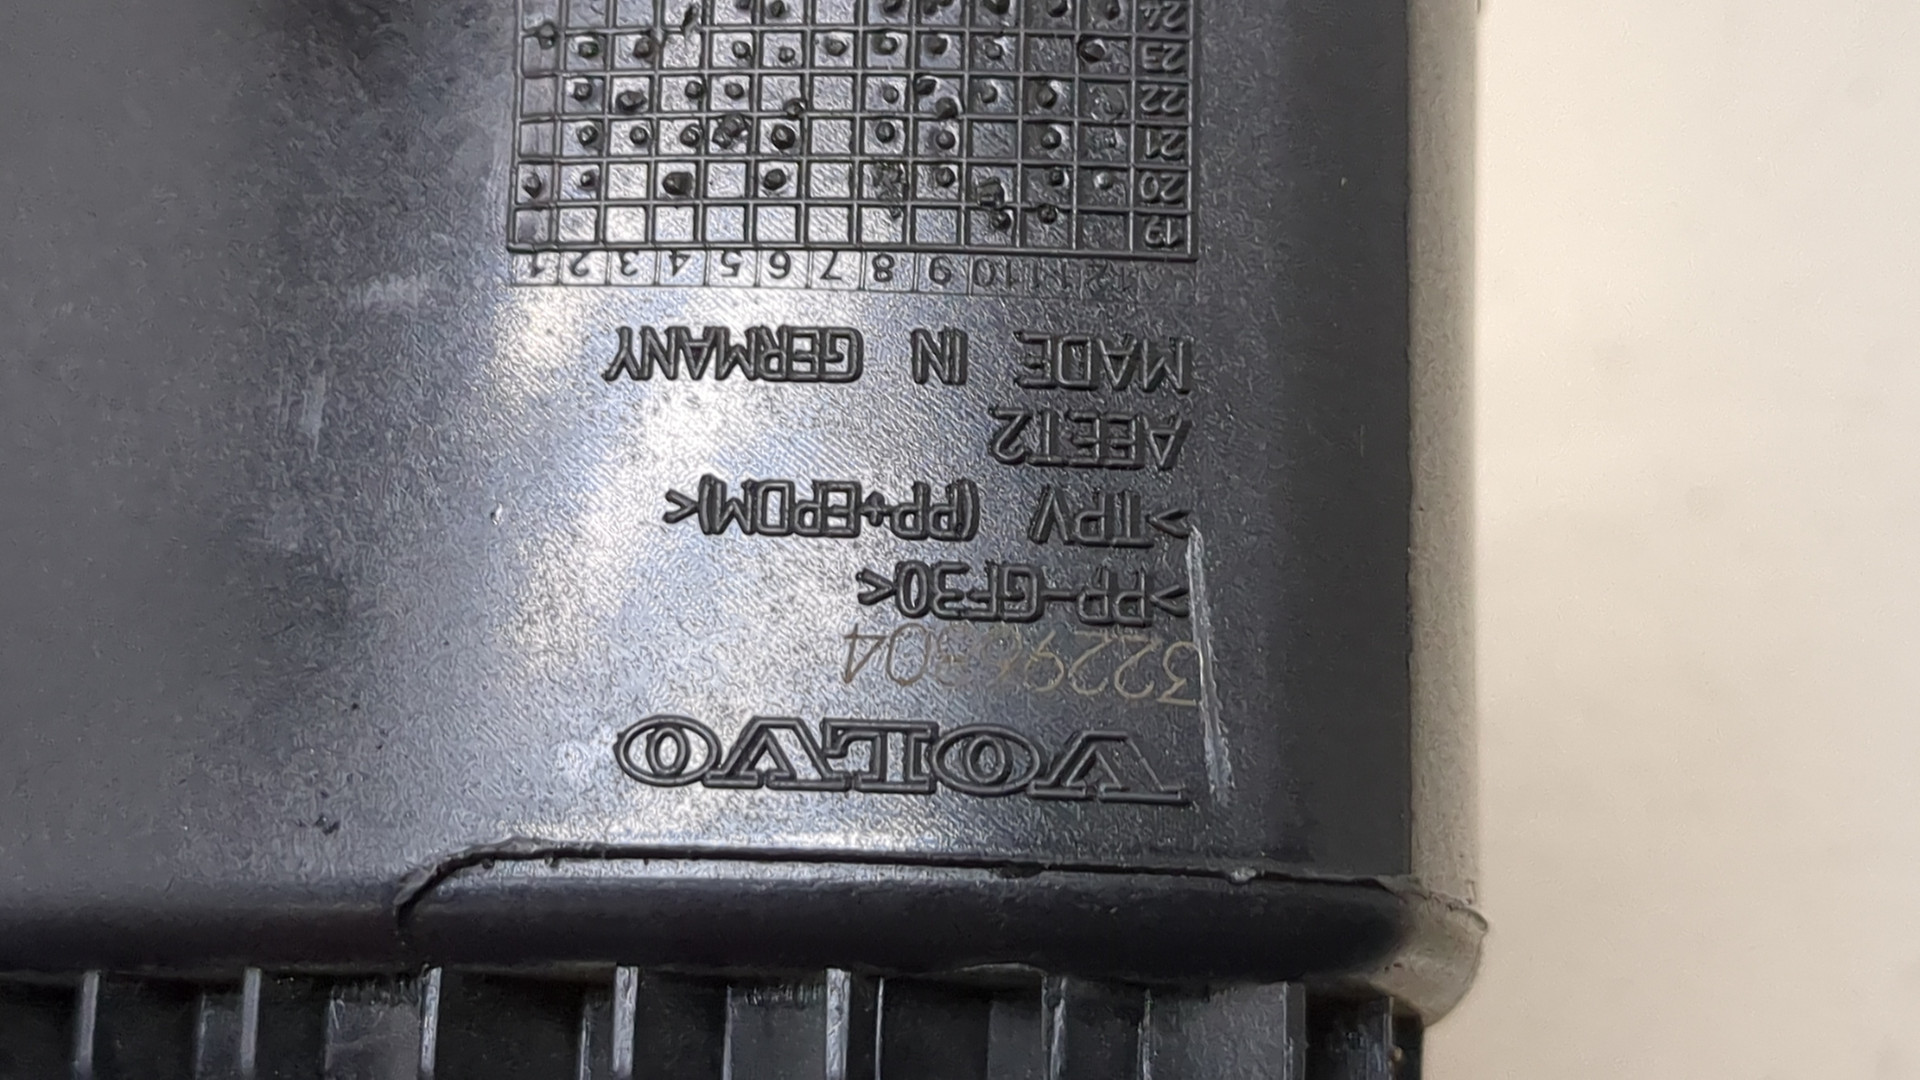 VOLVO
>PP-GF30<
>TPV (PP+EPDM)<
AEET2
MADE IN GERMANY
12 11 10 9 8 7 6 5 4 3 2 1
19
20
21
22
23
24